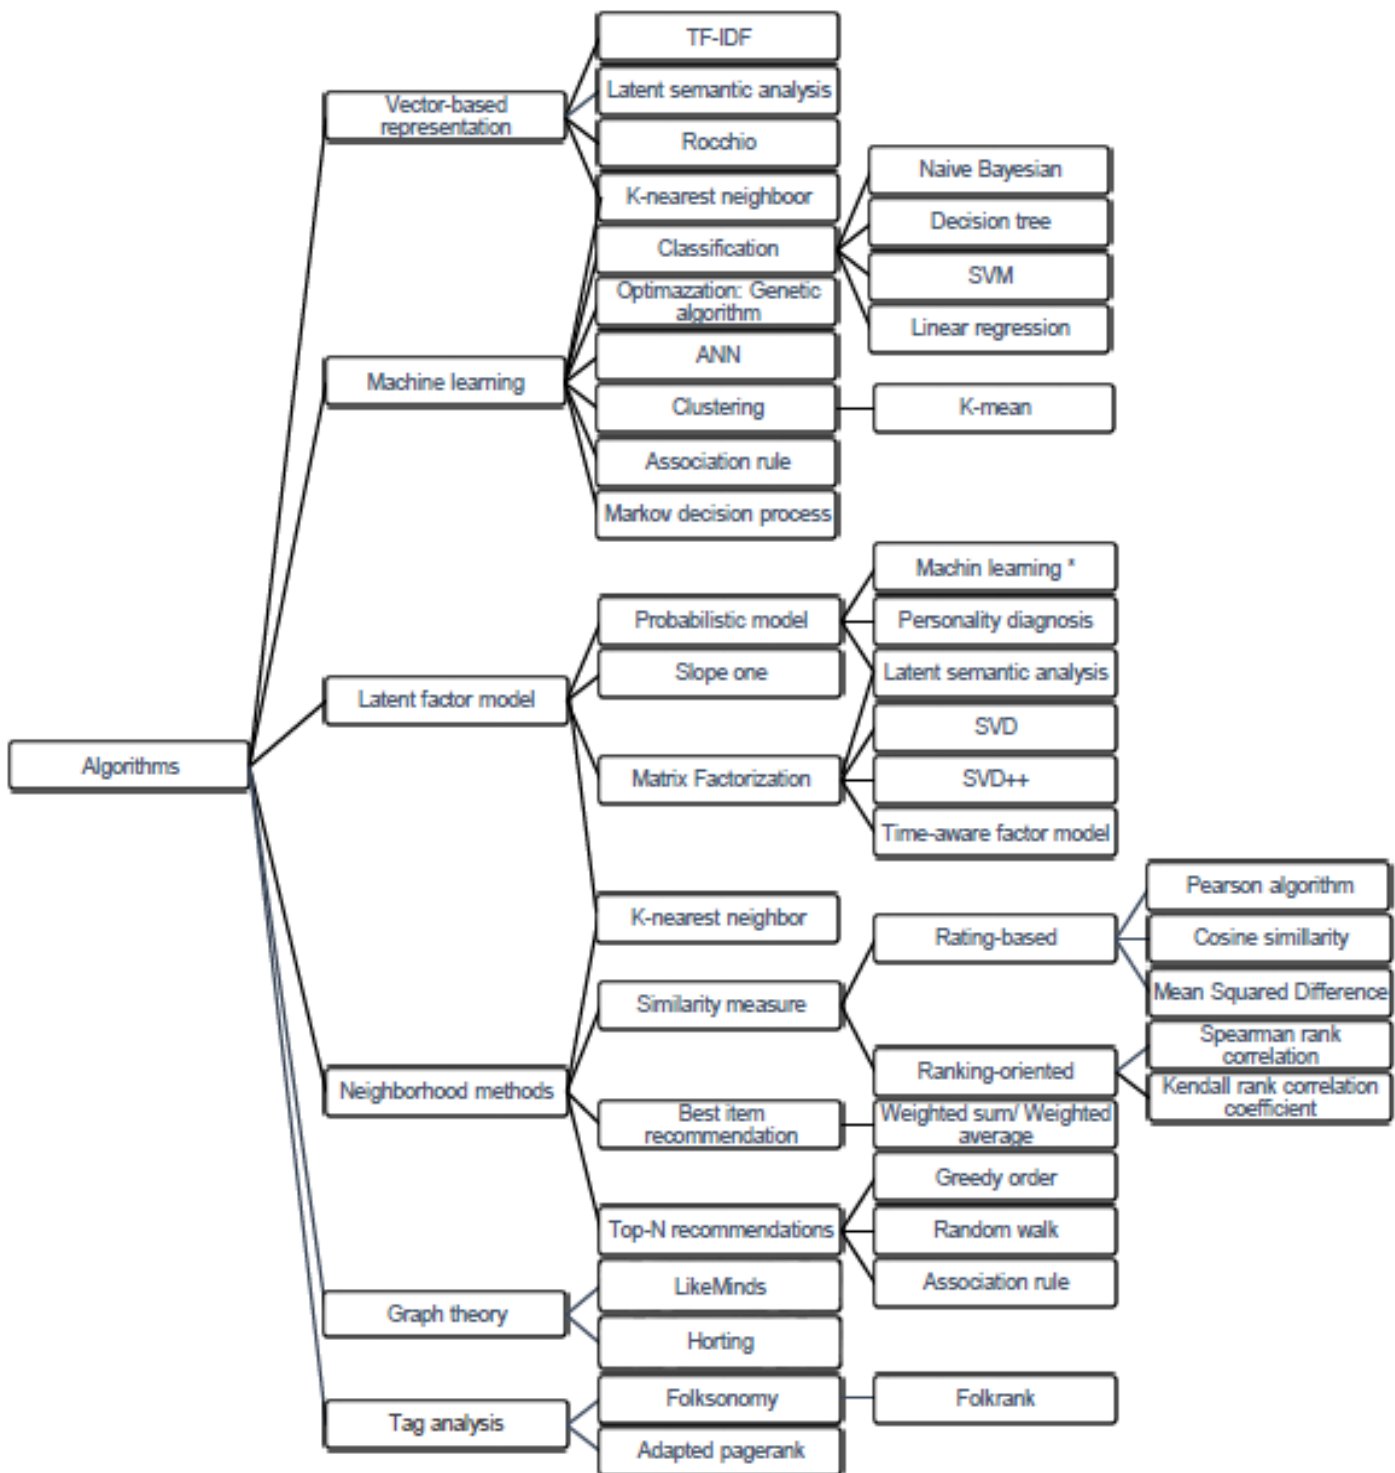 TF-IDF
Latent semantic analysis
Vector-based
representation
Rocchio
K-nearest neighboor
Naive Bayesian
Classification
Decision tree
SVM
Optimazation: Genetic
algorithm
Linear regression
ANN
Machine learning
Clustering
K-mean
Association rule
Markov decision process
Machin learning *
Probabilistic model
Personality diagnosis
Slope one
Latent semantic analysis
Latent factor model
SVD
Algorithms
Matrix Factorization
SVD++
Time-aware factor model
Pearson algorithm
K-nearest neighbor
Rating-based
Cosine simillarity
Similarity measure
Mean Squared Difference
Spearman rank
correlation
Ranking-oriented
Neighborhood methods
Kendall rank correlation
coefficient
Best item
recommendation
Weighted sum/ Weighted
average
Greedy order
Top-N recommendations
Random walk
Association rule
LikeMinds
Graph theory
Horting
Folksonomy
Folkrank
Tag analysis
Adapted pagerank